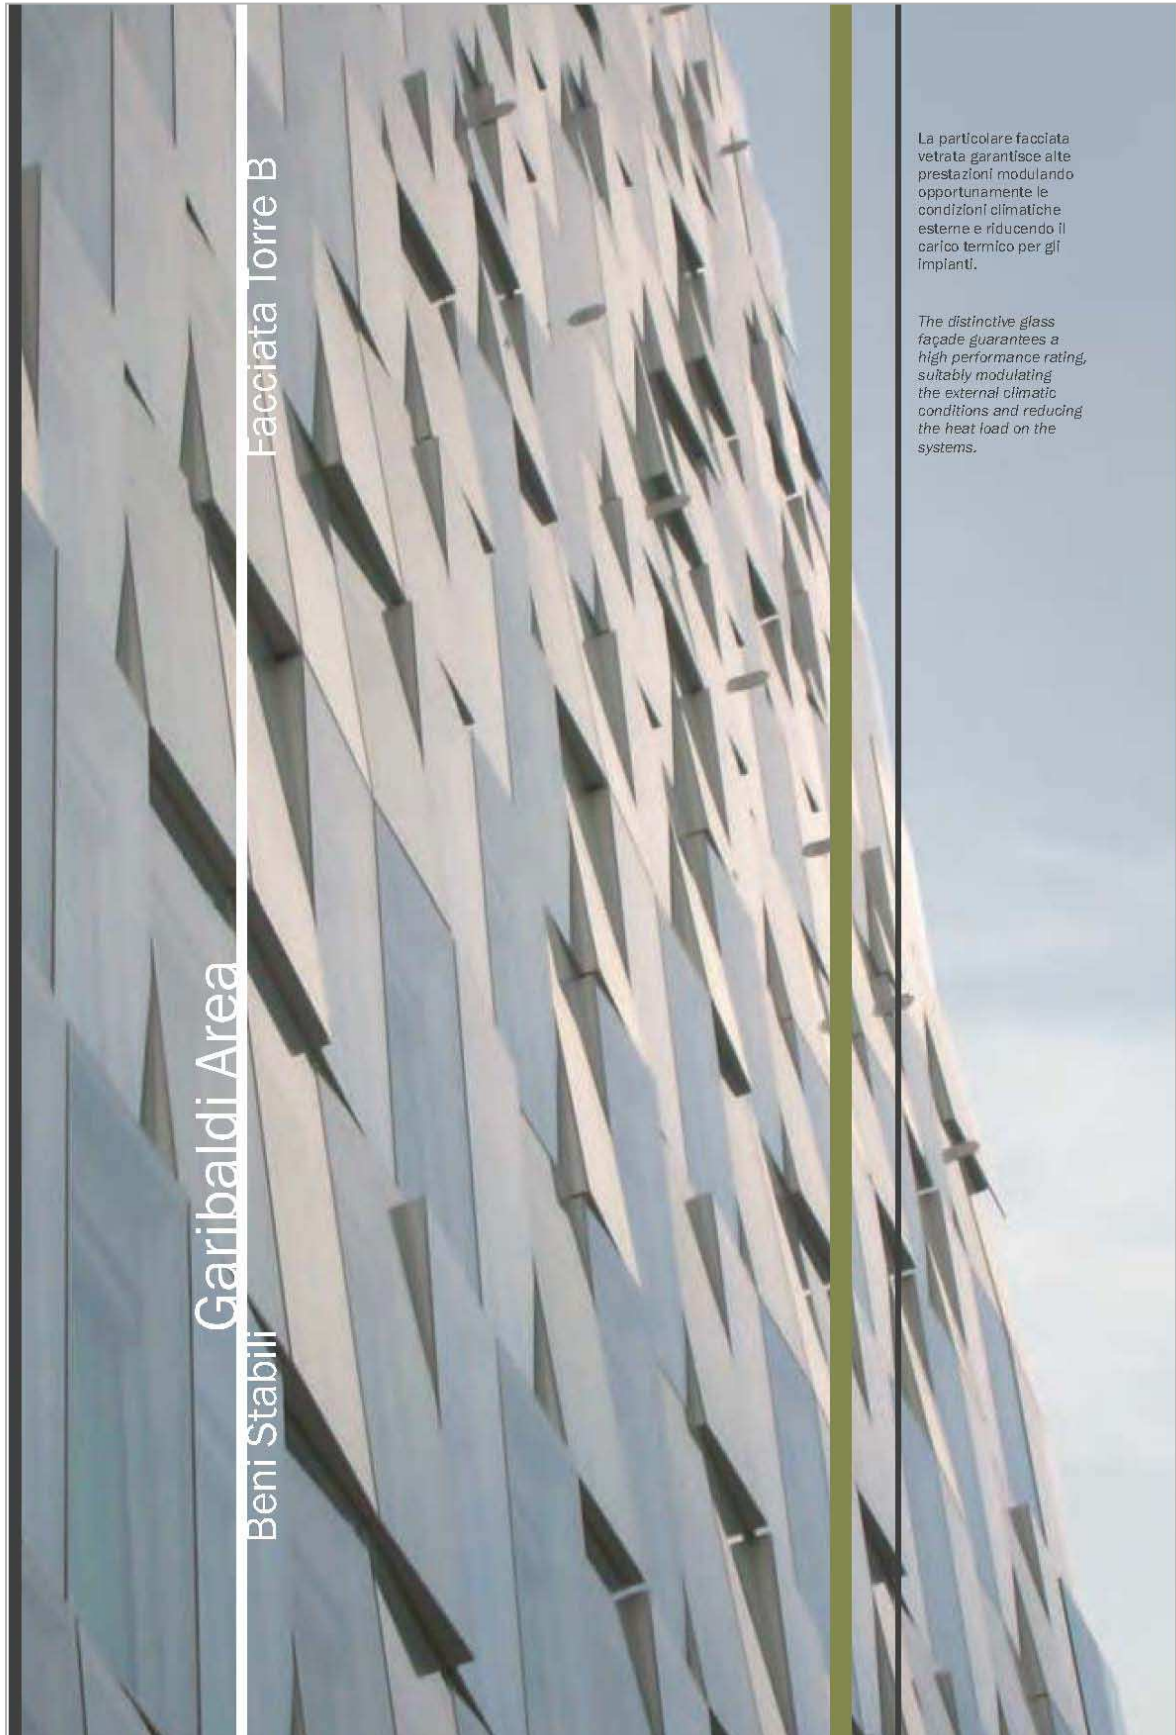 Beni Stabili
Garibaldi Area
Facciata Torre B
La particolare facciata
vetrata garantisce alte
prestazioni modulando
opportunamente le
condizioni climatiche
esterne e riducendo il
carico termico per gli
impianti.
The distinctive glass
façade guarantees a
high performance rating,
suitably modulating
the external climatic
conditions and reducing
the heat load on the
systems.